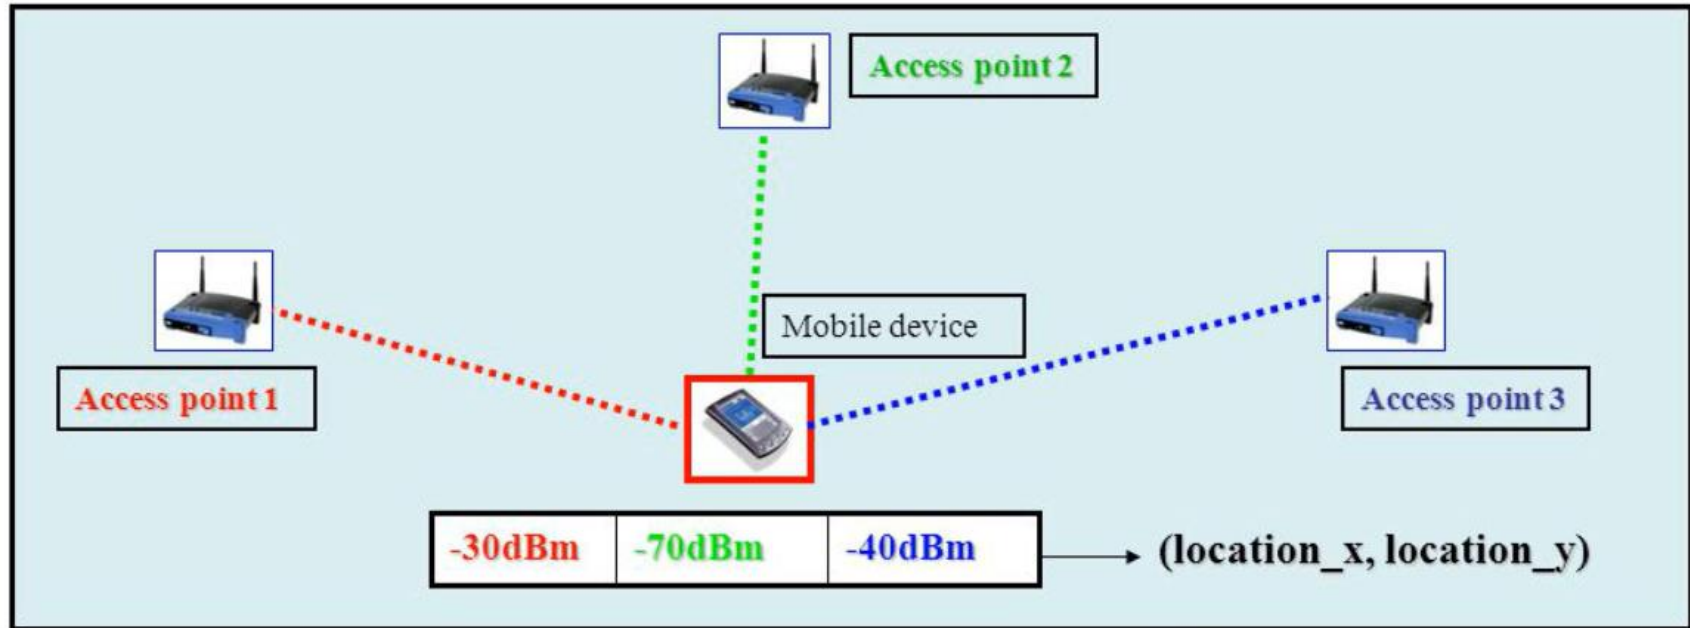 Access point 2
Mobile device
Access point 1
Access point 3
-30dBm -70dBm -40dBm (location_x, location_y)